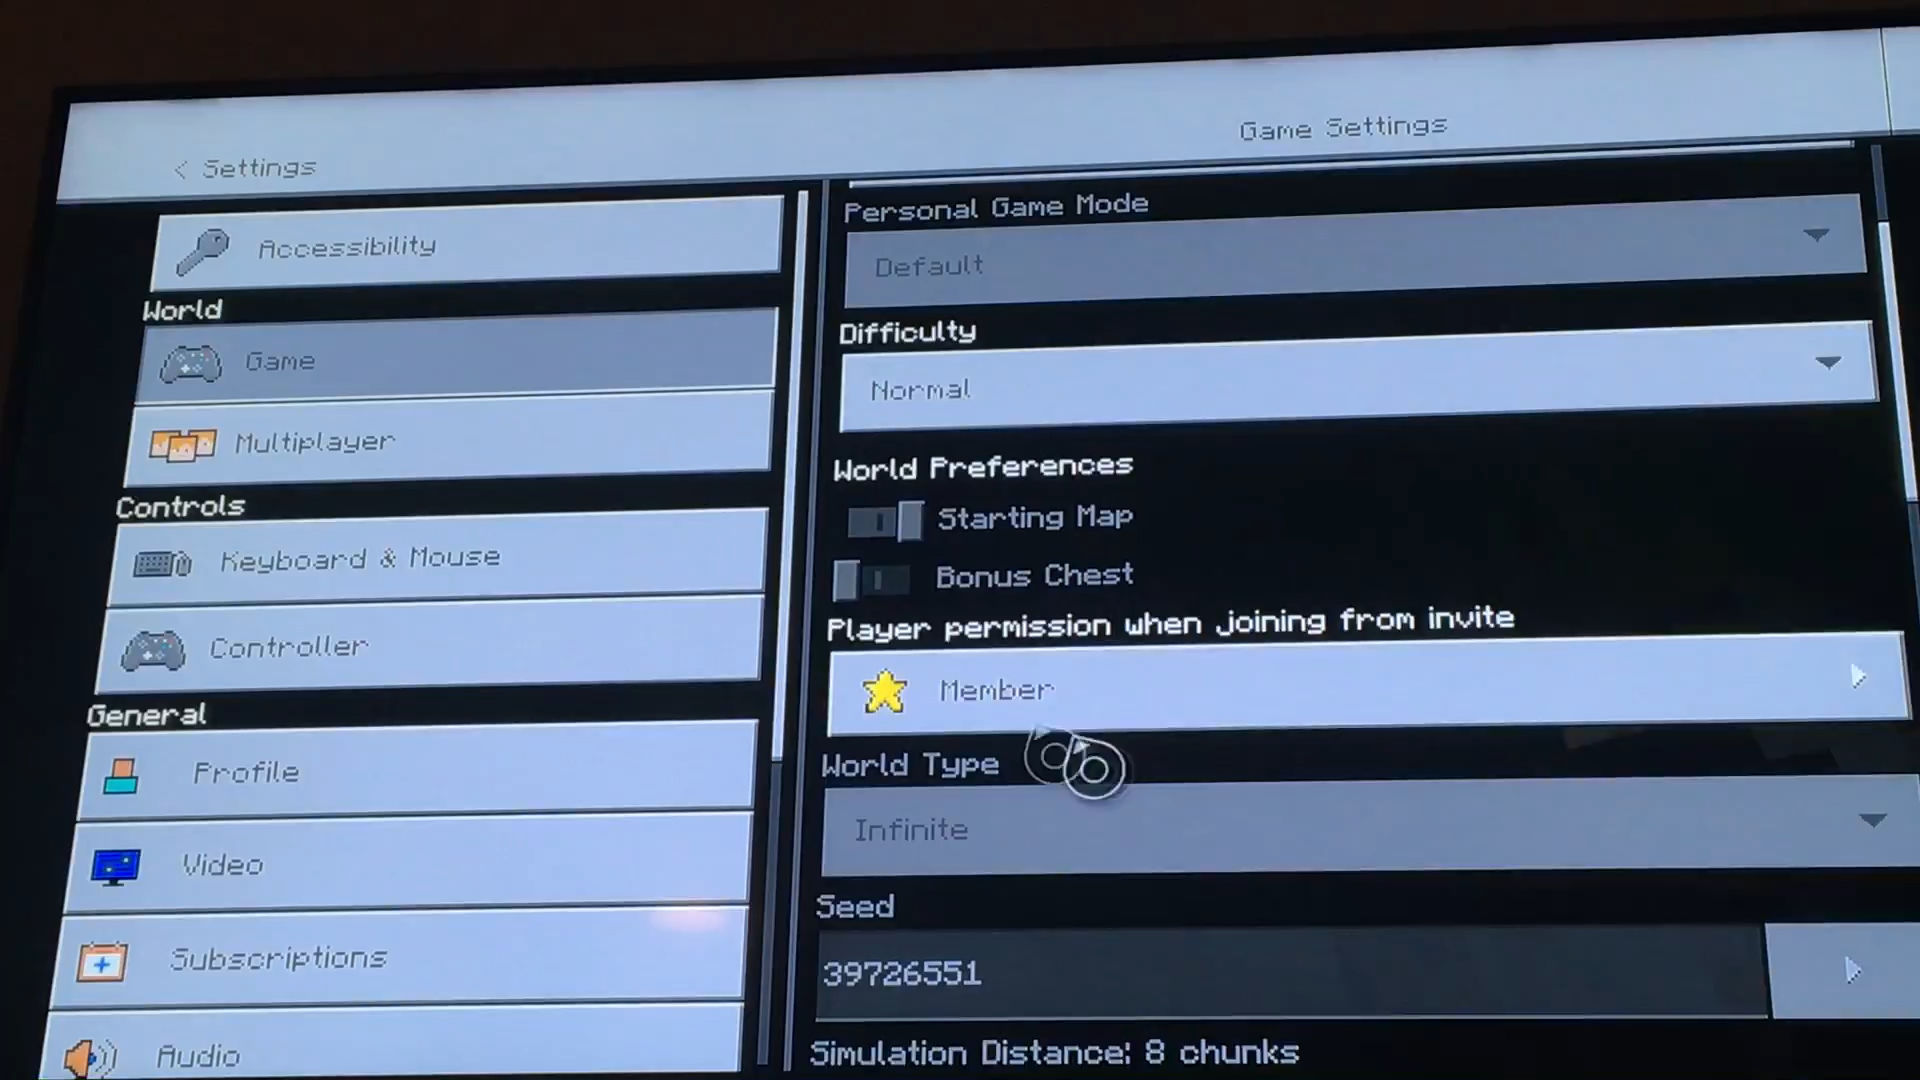 < Settings
Game Settings
Accessibility
World
Game
Multiplayer
Controls
Keyboard & Mouse
Controller
General
Profile
Video
Subscriptions
Audio
Personal Game Mode
Default
Difficulty
Normal
World Preferences
Starting Map
Bonus Chest
Player permission when joining from invite
Member
World Type
Infinite
Seed
39726551
Simulation Distance: 8 chunks